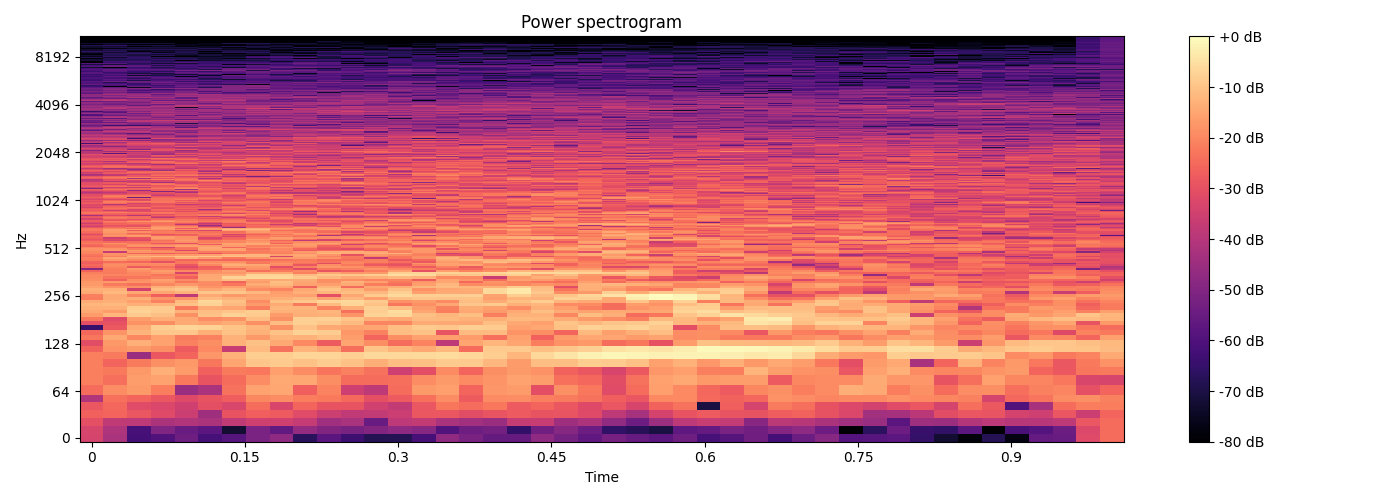 Power spectrogram
Hz
8192
4096
2048
1024
512
256
128
64
0
0
0.15
0.3
0.45
0.6
0.75
0.9
Time
+0 dB
-10 dB
-20 dB
-30 dB
-40 dB
-50 dB
-60 dB
-70 dB
-80 dB